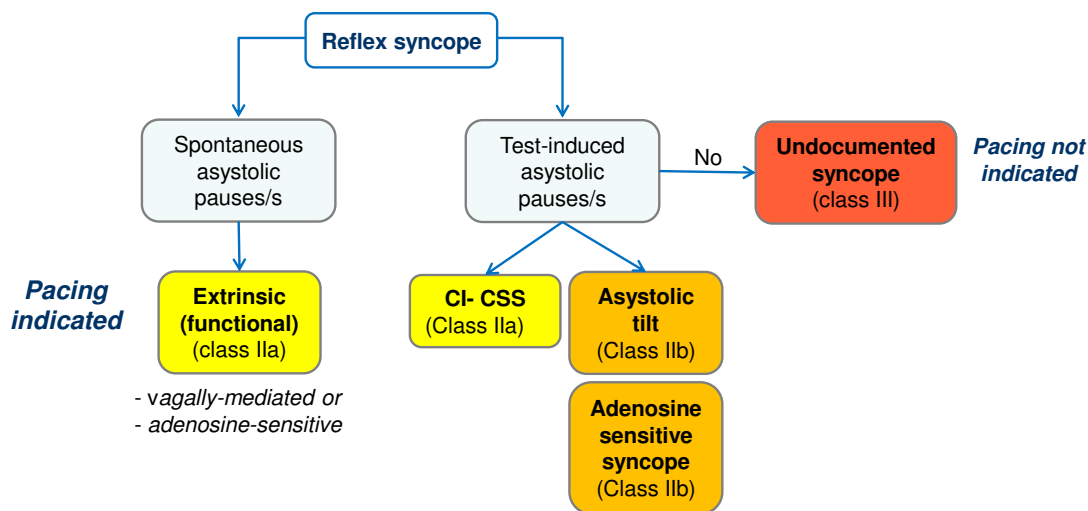 Reflex syncope
Spontaneous
asystolic
pauses/s
Test-induced
asystolic
pauses/s
No
Undocumented
syncope
(class III)
Pacing not
indicated
Pacing
indicated
Extrinsic
(functional)
(class IIa)
- vagally-mediated or
- adenosine-sensitive
CI- CSS
(Class IIa)
Asystolic
tilt
(Class IIb)
Adenosine
sensitive
syncope
(Class IIb)